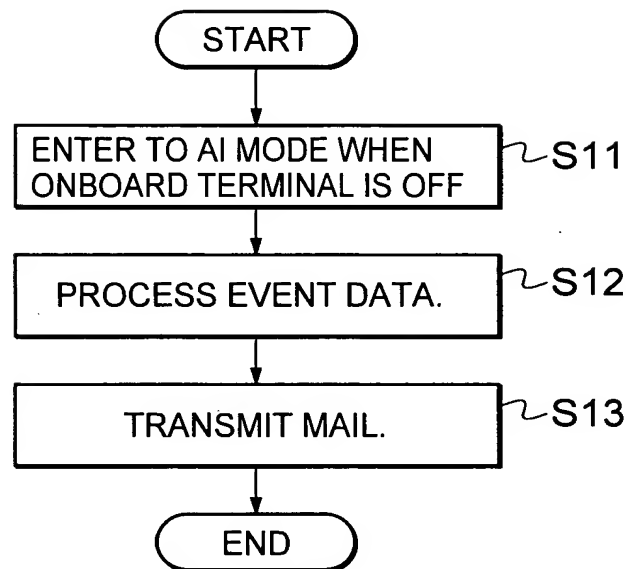 START
ENTER TO AI MODE WHEN
ONBOARD TERMINAL IS OFF
S11
PROCESS EVENT DATA.
S12
TRANSMIT MAIL.
S13
END